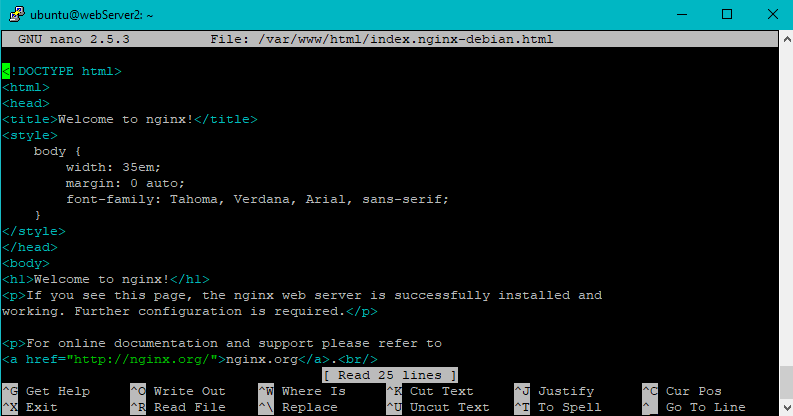 ubuntu@webServer2: ~
GNU nano 2.5.3 File: /var/www/html/index.nginx-debian.html
<!DOCTYPE html>
<html>
<head>
<title>Welcome to nginx!</title>
<style>
    body {
        width: 35em;
        margin: 0 auto;
        font-family: Tahoma, Verdana, Arial, sans-serif;
    }
</style>
</head>
<body>
<h1>Welcome to nginx!</h1>
<p>If you see this page, the nginx web server is successfully installed and
working. Further configuration is required.</p>
<p>For online documentation and support please refer to
<a href="http://nginx.org/">nginx.org</a>.<br/>
[ Read 25 lines ]
^G Get Help ^O Write Out ^W Where Is ^K Cut Text ^J Justify ^C Cur Pos
^X Exit ^R Read File ^\ Replace ^U Uncut Text ^T To Spell ^_ Go To Line